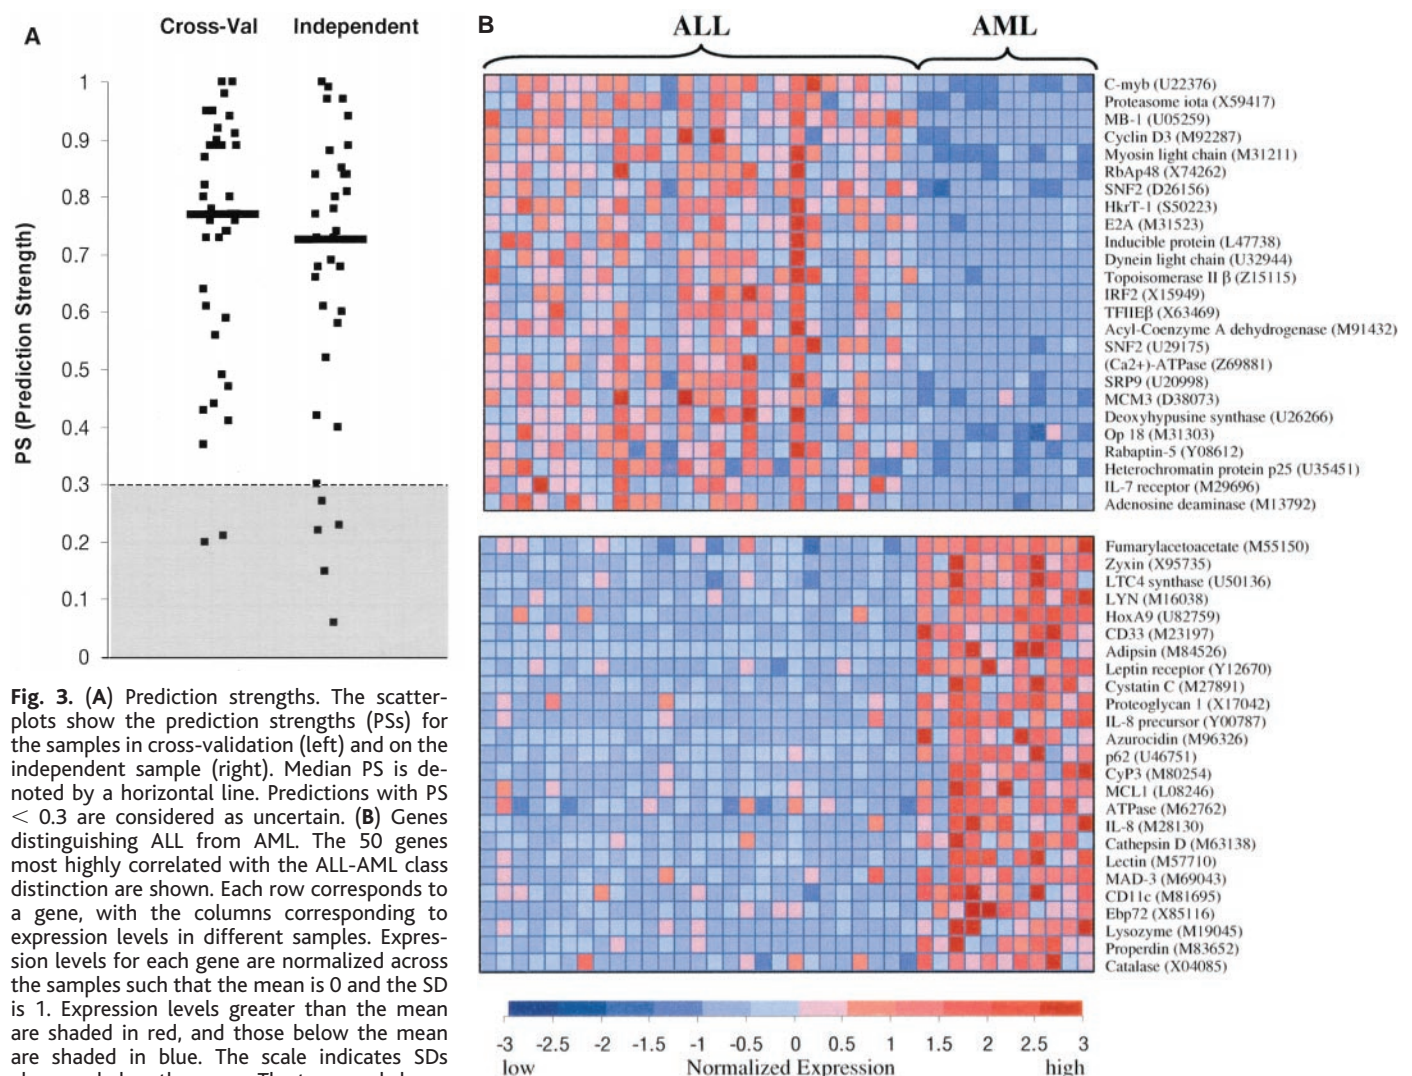 A
Cross-Val
Independent
PS (Prediction Strength)
1
0.9
0.8
0.7
0.6
0.5
0.4
0.3
0.2
0.1
0
Fig. 3. (A) Prediction strengths. The scatter-
plots show the prediction strengths (PSs) for
the samples in cross-validation (left) and on the
independent sample (right). Median PS is de-
noted by a horizontal line. Predictions with PS
< 0.3 are considered as uncertain. (B) Genes
distinguishing ALL from AML. The 50 genes
most highly correlated with the ALL-AML class
distinction are shown. Each row corresponds to
a gene, with the columns corresponding to
expression levels in different samples. Expres-
sion levels for each gene are normalized across
the samples such that the mean is 0 and the SD
is 1. Expression levels greater than the mean
are shaded in red, and those below the mean
are shaded in blue. The scale indicates SDs
B
ALL
AML
C-myb (U22376)
Proteasome iota (X59417)
MB-1 (U05259)
Cyclin D3 (M92287)
Myosin light chain (M31211)
RbAp48 (X74262)
SNF2 (D26156)
HkrT-1 (S50223)
E2A (M31523)
Inducible protein (L47738)
Dynein light chain (U32944)
Topoisomerase II β (Z15115)
IRF2 (X15949)
TFIIEβ (X63469)
Acyl-Coenzyme A dehydrogenase (M91432)
SNF2 (U29175)
(Ca2+)-ATPase (Z69881)
SRP9 (U20998)
MCM3 (D38073)
Deoxyhypusine synthase (U26266)
Op 18 (M31303)
Rabaptin-5 (Y08612)
Heterochromatin protein p25 (U35451)
IL-7 receptor (M29696)
Adenosine deaminase (M13792)
Fumarylacetoacetate (M55150)
Zyxin (X95735)
LTC4 synthase (U50136)
LYN (M16038)
HoxA9 (U82759)
CD33 (M23197)
Adipsin (M84526)
Leptin receptor (Y12670)
Cystatin C (M27891)
Proteoglycan 1 (X17042)
IL-8 precursor (Y00787)
Azurocidin (M96326)
p62 (U46751)
CyP3 (M80254)
MCL1 (L08246)
ATPase (M62762)
IL-8 (M28130)
Cathepsin D (M63138)
Lectin (M57710)
MAD-3 (M69043)
CD11c (M81695)
Ebp72 (X85116)
Lysozyme (M19045)
Properdin (M83652)
Catalase (X04085)
-3 -2.5 -2 -1.5 -1 -0.5 0 0.5 1 1.5 2 2.5 3
low Normalized Expression high